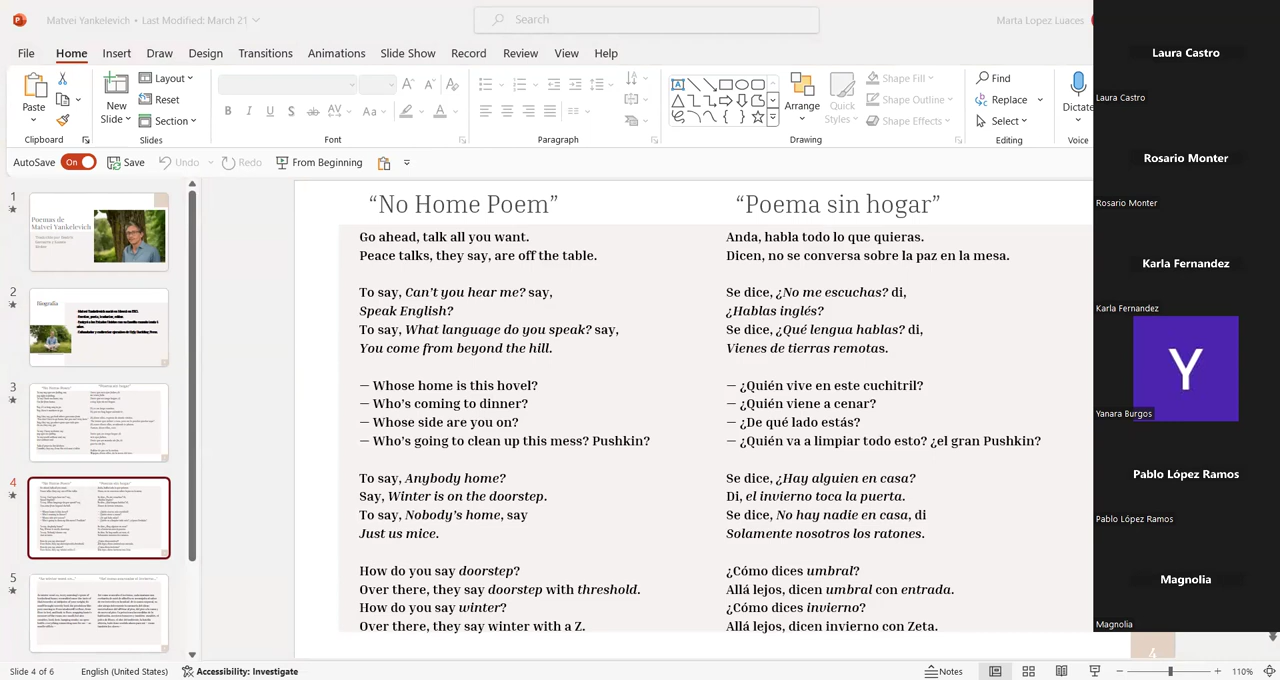 Matvei Yankelevich • Last Modified: March 21
Search
Marta Lopez Luaces
File Home Insert Draw Design Transitions Animations Slide Show Record Review View Help
Paste
New Slide
Layout
Reset
Section
Arrange
Quick Styles
Shape Fill
Shape Outline
Shape Effects
Find
Replace
Select
Dictate
Clipboard
Slides
Font
Paragraph
Drawing
Editing
Voice
AutoSave On Save Undo Redo From Beginning
1
Poemas de
Matvei Yankelevich
2
Biografía
3
4
5
“No Home Poem”
Go ahead, talk all you want.
Peace talks, they say, are off the table.
To say, Can’t you hear me? say,
Speak English?
To say, What language do you speak? say,
You come from beyond the hill.
— Whose home is this hovel?
— Who’s coming to dinner?
— Whose side are you on?
— Who’s going to clean up this mess? Pushkin?
To say, Anybody home?
Say, Winter is on the doorstep.
To say, Nobody’s home, say
Just us mice.
How do you say doorstep?
Over there, they say doorstep with threshold.
How do you say winter?
Over there, they say winter with a Z.
“Poema sin hogar”
Anda, habla todo lo que quieras.
Dicen, no se conversa sobre la paz en la mesa.
Se dice, ¿No me escuchas? di,
¿Hablas inglés?
Se dice, ¿Qué lengua hablas? di,
Vienes de tierras remotas.
— ¿Quién vive en este cuchitril?
— ¿Quién viene a cenar?
— ¿De qué lado estás?
— ¿Quién va a limpiar todo esto? ¿el gran Pushkin?
Se dice, ¿Hay alguien en casa?
Di, el invierno toca la puerta.
Se dice, No hay nadie en casa, di
Solamente nosotros los ratones.
¿Cómo dices umbral?
Allá lejos, dicen umbral con entrada.
¿Cómo dices invierno?
Allá lejos, dicen invierno con Zeta.
4
Laura Castro
Laura Castro
Rosario Monter
Rosario Monter
Karla Fernandez
Karla Fernandez
Y
Yanara Burgos
Pablo López Ramos
Pablo López Ramos
Magnolia
Magnolia
Slide 4 of 6 English (United States) Accessibility: Investigate Notes 110%